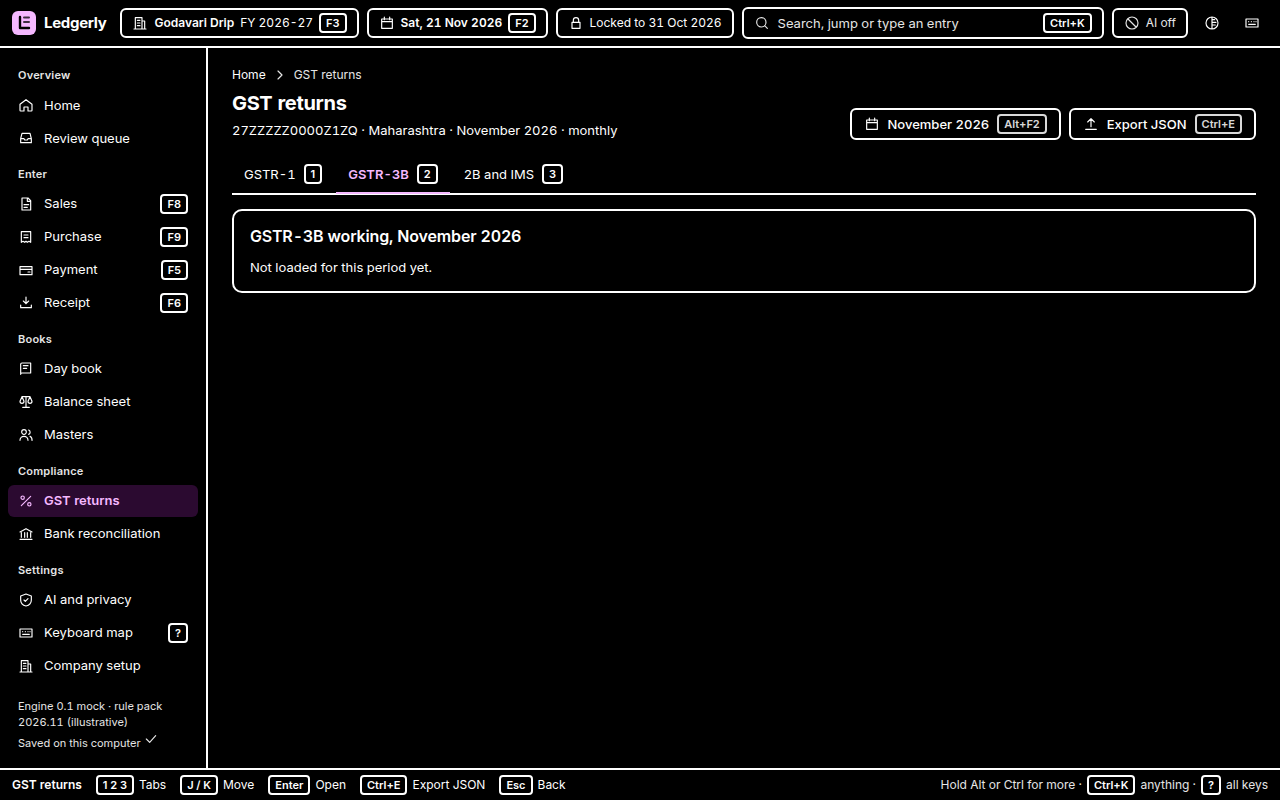 Ledgerly
Godavari Drip FY 2026-27 F3
Sat, 21 Nov 2026 F2
Locked to 31 Oct 2026
Search, jump or type an entry Ctrl+K
AI off
Overview
Home
Review queue
Enter
Sales F8
Purchase F9
Payment F5
Receipt F6
Books
Day book
Balance sheet
Masters
Compliance
GST returns
Bank reconciliation
Settings
AI and privacy
Keyboard map ?
Company setup
Engine 0.1 mock · rule pack
2026.11 (illustrative)
Saved on this computer
Home > GST returns
GST returns
27ZZZZZ0000Z1ZQ · Maharashtra · November 2026 · monthly
November 2026 Alt+F2
Export JSON Ctrl+E
GSTR-1 1 GSTR-3B 2 2B and IMS 3
GSTR-3B working, November 2026
Not loaded for this period yet.
GST returns 1 2 3 Tabs J / K Move Enter Open Ctrl+E Export JSON Esc Back
Hold Alt or Ctrl for more · Ctrl+K anything · ? all keys